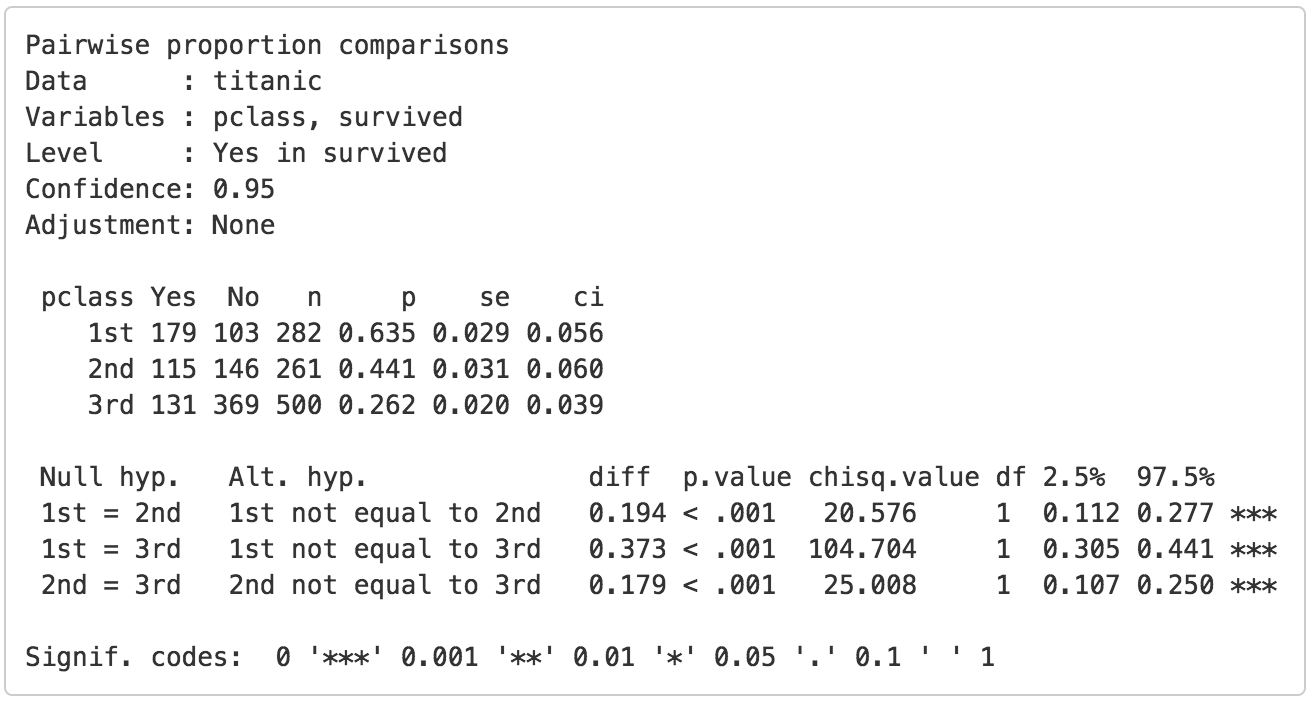 Pairwise proportion comparisons
Data      : titanic
Variables : pclass, survived
Level     : Yes in survived
Confidence: 0.95
Adjustment: None

 pclass Yes  No   n     p    se    ci
    1st 179 103 282 0.635 0.029 0.056
    2nd 115 146 261 0.441 0.031 0.060
    3rd 131 369 500 0.262 0.020 0.039

 Null hyp.   Alt. hyp.              diff  p.value chisq.value df 2.5%  97.5%
 1st = 2nd   1st not equal to 2nd   0.194 < .001   20.576     1  0.112 0.277 ***
 1st = 3rd   1st not equal to 3rd   0.373 < .001  104.704     1  0.305 0.441 ***
 2nd = 3rd   2nd not equal to 3rd   0.179 < .001   25.008     1  0.107 0.250 ***

Signif. codes:  0 '***' 0.001 '**' 0.01 '*' 0.05 '.' 0.1 ' ' 1